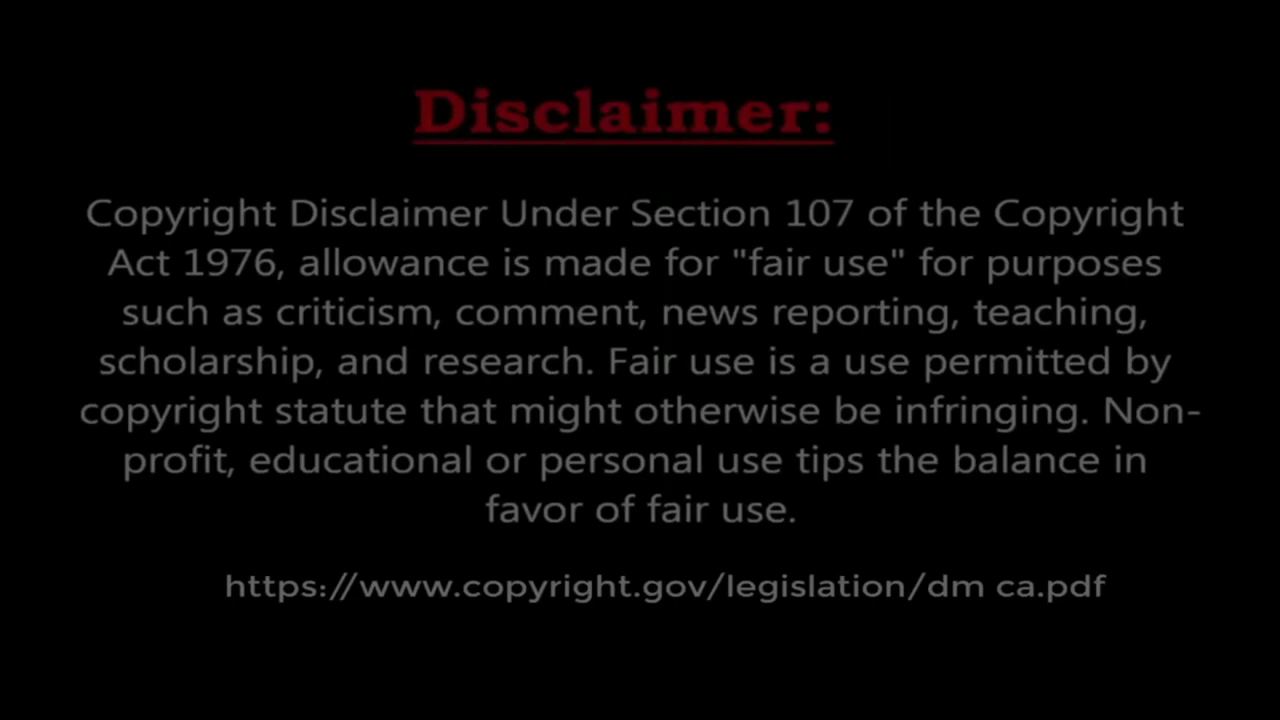 Disclaimer:
Copyright Disclaimer Under Section 107 of the Copyright
Act 1976, allowance is made for "fair use" for purposes
such as criticism, comment, news reporting, teaching,
scholarship, and research. Fair use is a use permitted by
copyright statute that might otherwise be infringing. Non-
profit, educational or personal use tips the balance in
favor of fair use.
https://www.copyright.gov/legislation/dm ca.pdf